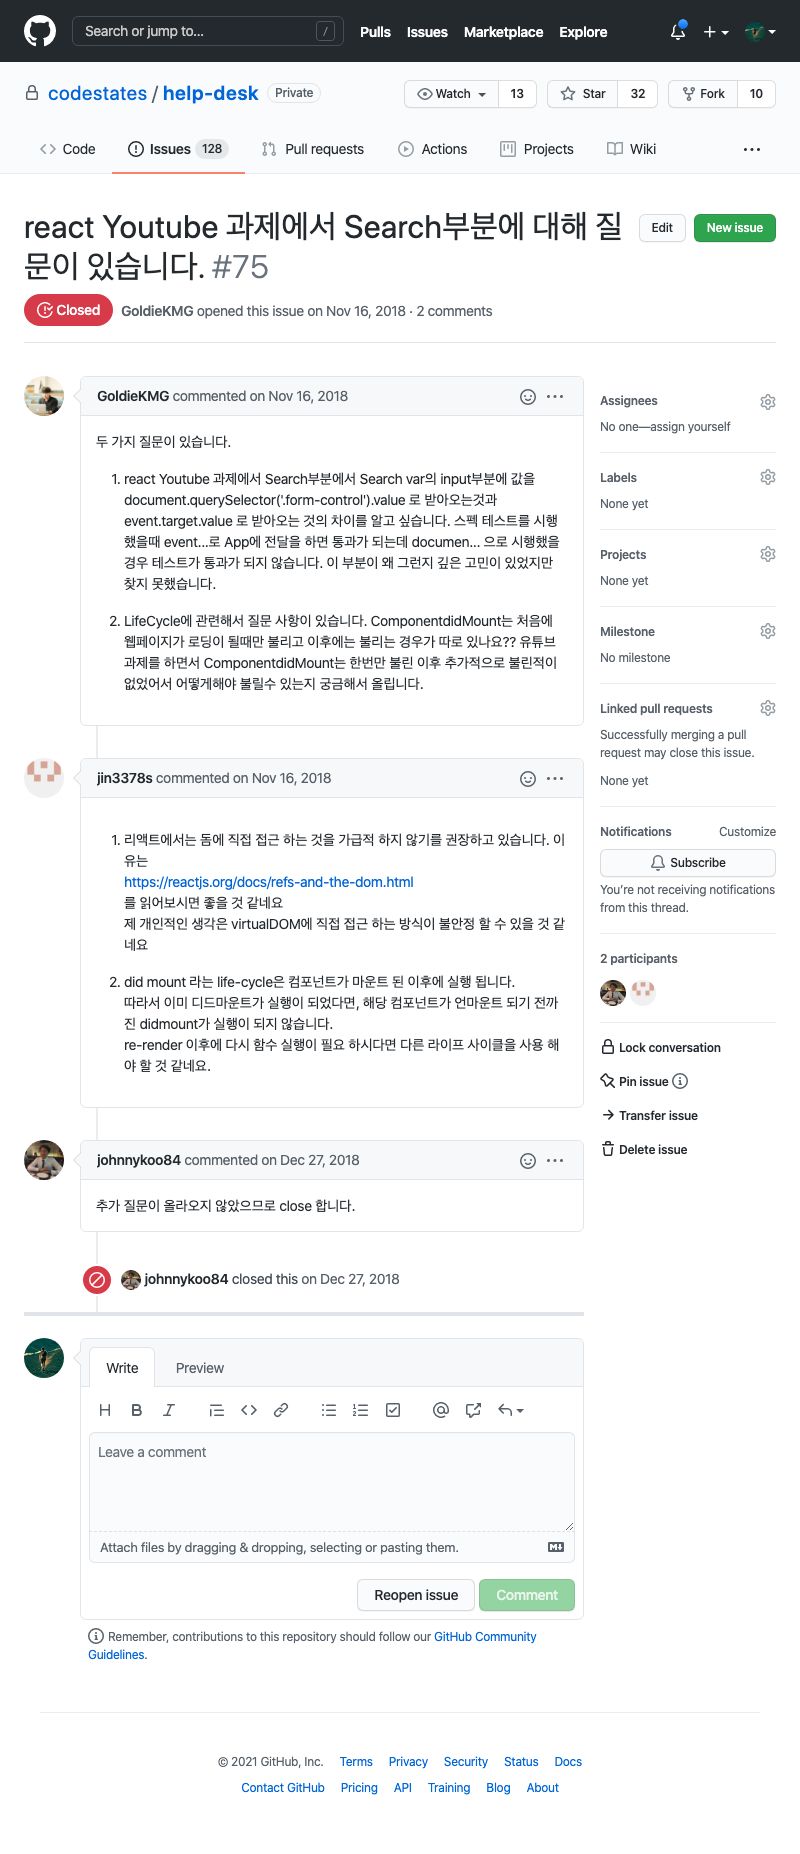 Search or jump to... /
Pulls Issues Marketplace Explore
codestates / help-desk Private
Watch 13 Star 32 Fork 10
Code Issues 128 Pull requests Actions Projects Wiki
react Youtube 과제에서 Search부분에 대해 질
문이 있습니다. #75
Edit New issue
Closed GoldieKMG opened this issue on Nov 16, 2018 · 2 comments
GoldieKMG commented on Nov 16, 2018
두 가지 질문이 있습니다.
1. react Youtube 과제에서 Search부분에서 Search var의 input부분에 값을
document.querySelector('.form-control').value 로 받아오는것과
event.target.value 로 받아오는 것의 차이를 알고 싶습니다. 스펙 테스트를 시행
했을때 event...로 App에 전달을 하면 통과가 되는데 documen... 으로 시행했을
경우 테스트가 통과가 되지 않습니다. 이 부분이 왜 그런지 깊은 고민이 있었지만
찾지 못했습니다.
2. LifeCycle에 관련해서 질문 사항이 있습니다. ComponentdidMount는 처음에
웹페이지가 로딩이 될때만 불리고 이후에는 불리는 경우가 따로 있나요?? 유튜브
과제를 하면서 ComponentdidMount는 한번만 불린 이후 추가적으로 불린적이
없었어서 어떻게해야 불릴수 있는지 궁금해서 올립니다.
jin3378s commented on Nov 16, 2018
1. 리액트에서는 돔에 직접 접근 하는 것을 가급적 하지 않기를 권장하고 있습니다. 이
유는
https://reactjs.org/docs/refs-and-the-dom.html
를 읽어보시면 좋을 것 같네요
제 개인적인 생각은 virtualDOM에 직접 접근 하는 방식이 불안정 할 수 있을 것 같
네요
2. did mount 라는 life-cycle은 컴포넌트가 마운트 된 이후에 실행 됩니다.
따라서 이미 디드마운트가 실행이 되었다면, 해당 컴포넌트가 언마운트 되기 전까
진 didmount가 실행이 되지 않습니다.
re-render 이후에 다시 함수 실행이 필요 하시다면 다른 라이프 사이클을 사용 해
야 할 것 같네요.
johnnykoo84 commented on Dec 27, 2018
추가 질문이 올라오지 않았으므로 close 합니다.
johnnykoo84 closed this on Dec 27, 2018
Write Preview
Leave a comment
Attach files by dragging & dropping, selecting or pasting them.
Reopen issue Comment
Remember, contributions to this repository should follow our GitHub Community
Guidelines.
Assignees
No one—assign yourself
Labels
None yet
Projects
None yet
Milestone
No milestone
Linked pull requests
Successfully merging a pull
request may close this issue.
None yet
Notifications Customize
Subscribe
You're not receiving notifications
from this thread.
2 participants
Lock conversation
Pin issue
Transfer issue
Delete issue
© 2021 GitHub, Inc. Terms Privacy Security Status Docs
Contact GitHub Pricing API Training Blog About